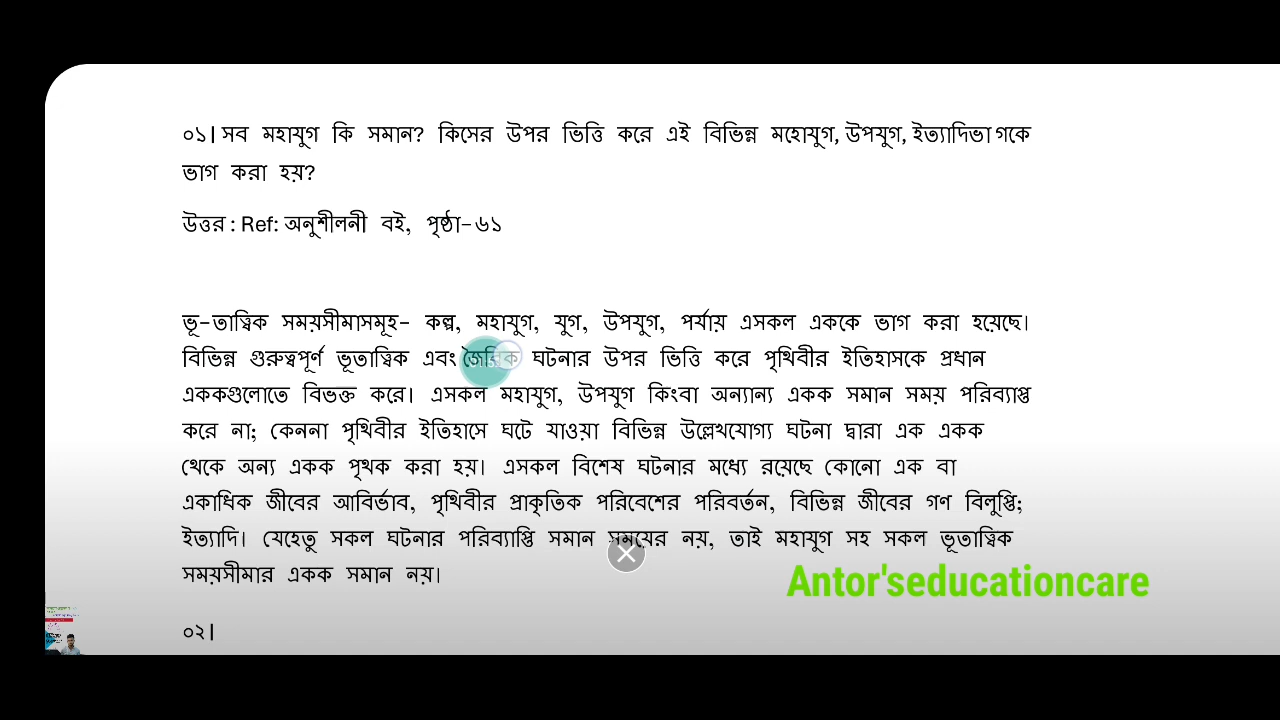 ০১। সব মহাযুগ কি সমান? কিসের উপর ভিত্তি করে এই বিভিন্ন মহোযুগ, উপযুগ, ইত্যাদিভা গকে
ভাগ করা হয়?
উত্তর : Ref: অনুশীলনী বই, পৃষ্ঠা-৬১
ভূ-তাত্ত্বিক সময়সীমাসমূহ- কল্প, মহাযুগ, যুগ, উপযুগ, পর্যায় এসকল এককে ভাগ করা হয়েছে।
বিভিন্ন গুরুত্বপূর্ণ ভূতাত্ত্বিক এবং জৈবিক ঘটনার উপর ভিত্তি করে পৃথিবীর ইতিহাসকে প্রধান
এককগুলোতে বিভক্ত করে। এসকল মহাযুগ, উপযুগ কিংবা অন্যান্য একক সমান সময় পরিব্যাপ্ত
করে না; কেননা পৃথিবীর ইতিহাসে ঘটে যাওয়া বিভিন্ন উল্লেখযোগ্য ঘটনা দ্বারা এক একক
থেকে অন্য একক পৃথক করা হয়। এসকল বিশেষ ঘটনার মধ্যে রয়েছে কোনো এক বা
একাধিক জীবের আবির্ভাব, পৃথিবীর প্রাকৃতিক পরিবেশের পরিবর্তন, বিভিন্ন জীবের গণ বিলুপ্তি;
ইত্যাদি। যেহেতু সকল ঘটনার পরিব্যাপ্তি সমান সময়ের নয়, তাই মহাযুগ সহ সকল ভূতাত্ত্বিক
সময়সীমার একক সমান নয়।
Antor'seducationcare
০২।